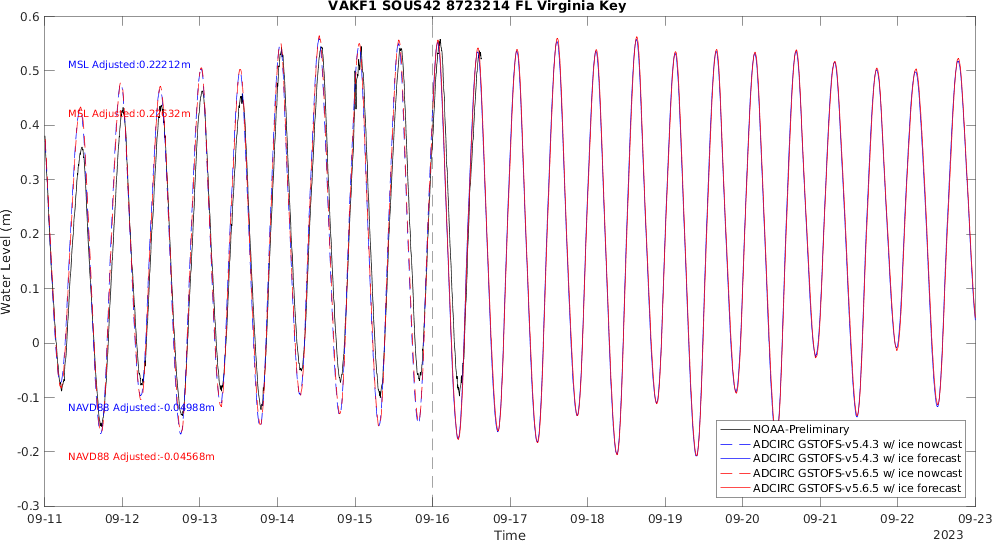 VAKF1 SOUS42 8723214 FL Virginia Key
0.6
0.5
0.4
0.3
0.2
0.1
0
-0.1
-0.2
-0.3
Water Level (m)
MSL Adjusted:0.22212m
MSL Adjusted:0.22632m
NAVD88 Adjusted:-0.04988m
NAVD88 Adjusted:-0.04568m
NOAA-Preliminary
ADCIRC GSTOFS-v5.4.3 w/ ice nowcast
ADCIRC GSTOFS-v5.4.3 w/ ice forecast
ADCIRC GSTOFS-v5.6.5 w/ ice nowcast
ADCIRC GSTOFS-v5.6.5 w/ ice forecast
09-11 09-12 09-13 09-14 09-15 09-16 09-17 09-18 09-19 09-20 09-21 09-22 09-23
Time
2023